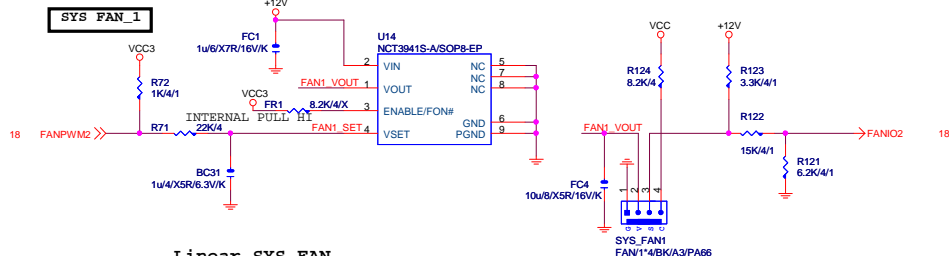 SYS FAN_1
+12V
FC1
1u/6/X7R/16V/K
U14
NCT3941S-A/SOP8-EP
VCC3
R72
1K/4/1
2 VIN
NC 5
NC 7
NC 8
FAN1_VOUT 1 VOUT
VCC3
FR1 8.2K/4/X 3 ENABLE/FON#
INTERNAL PULL HI
GND 6
18 FANPWM2
R71 22K/4
FAN1_SET 4 VSET
PGND 9
BC31
1u/4/X5R/6.3V/K
VCC
+12V
R124
8.2K/4
R123
3.3K/4/1
FAN1_VOUT
R122
15K/4/1
FANIO2 18
R121
6.2K/4/1
FC4
10u/8/X5R/16V/K
1 2 3 4
G V S C
SYS_FAN1
FAN/1*4/BK/A3/PA66
Linear SYS FAN